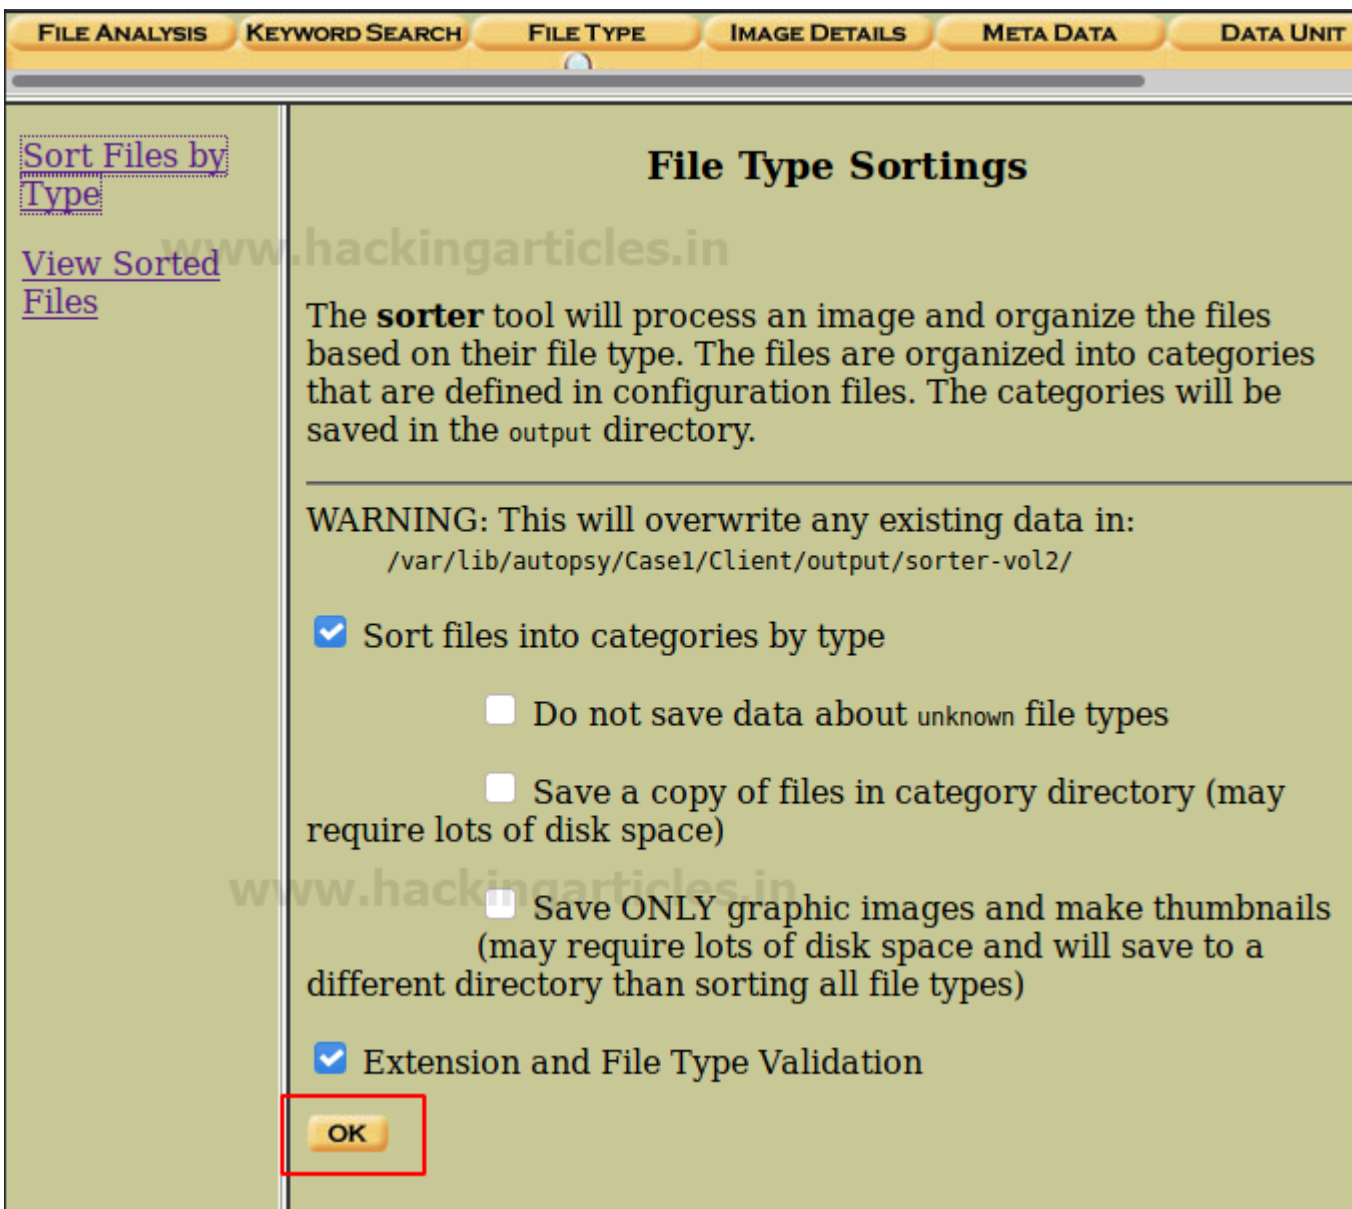 FILE ANALYSIS KEYWORD SEARCH FILE TYPE IMAGE DETAILS META DATA DATA UNIT
Sort Files by
Type
View Sorted
Files
File Type Sortings
www.hackingarticles.in
The sorter tool will process an image and organize the files
based on their file type. The files are organized into categories
that are defined in configuration files. The categories will be
saved in the output directory.
WARNING: This will overwrite any existing data in:
/var/lib/autopsy/Case1/Client/output/sorter-vol2/
Sort files into categories by type
Do not save data about unknown file types
Save a copy of files in category directory (may
require lots of disk space)
www.hackingarticles.in
Save ONLY graphic images and make thumbnails
(may require lots of disk space and will save to a
different directory than sorting all file types)
Extension and File Type Validation
OK